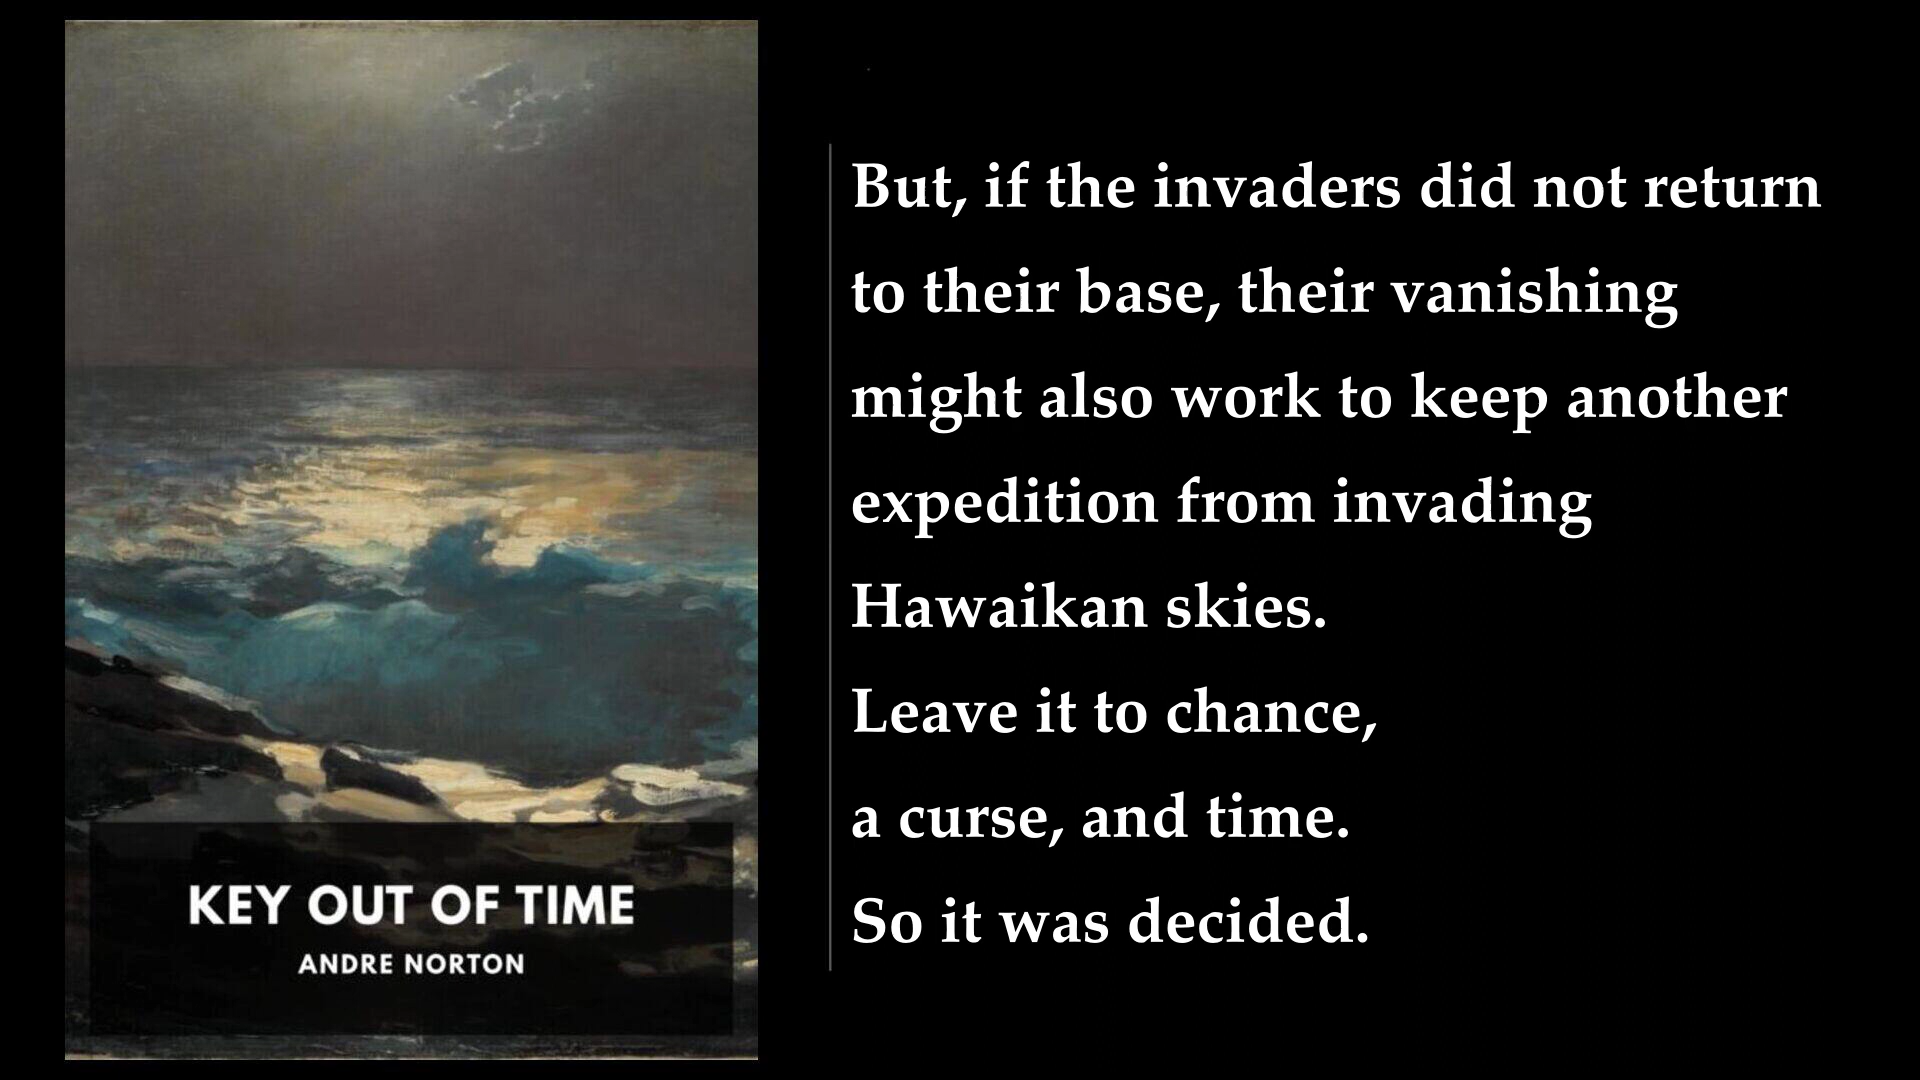 KEY OUT OF TIME
ANDRE NORTON
But, if the invaders did not return
to their base, their vanishing
might also work to keep another
expedition from invading
Hawaikan skies.
Leave it to chance,
a curse, and time.
So it was decided.